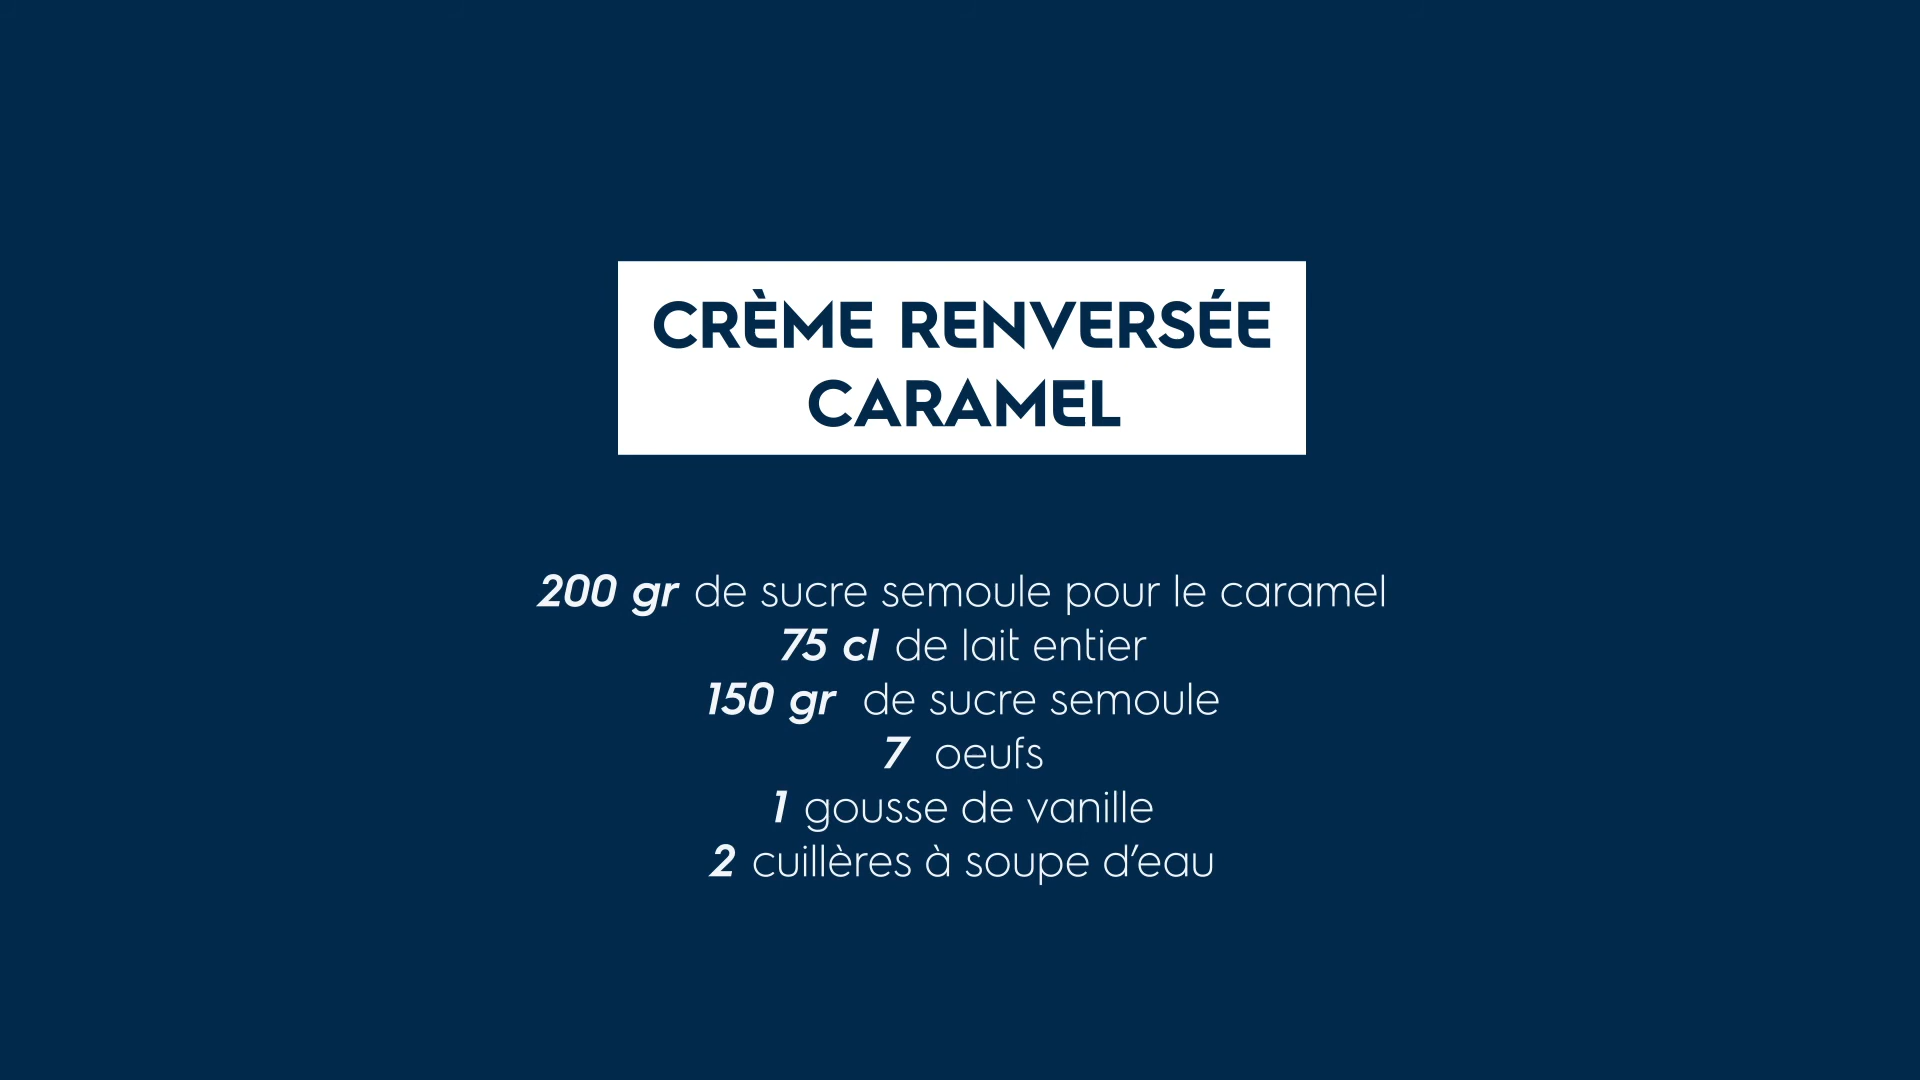 CRÈME RENVERSÉE
CARAMEL
200 gr de sucre semoule pour le caramel
75 cl de lait entier
150 gr de sucre semoule
7 oeufs
1 gousse de vanille
2 cuillères à soupe d’eau